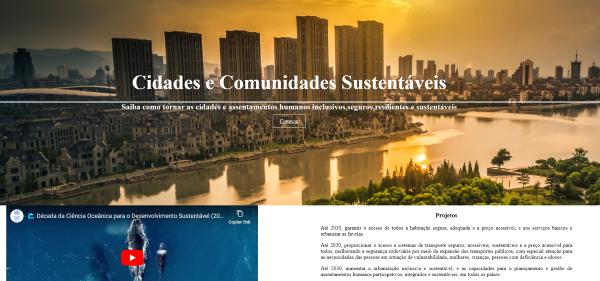 Cidades e Comunidades Sustentáveis
Saiba como tornar as cidades e assentamentos humanos inclusivos,seguros,resilientes e sustentáveis
Começar
Década da Ciência Oceânica para o Desenvolvimento Sustentável (20...
Copiar link
Projetos
Até 2030, garantir o acesso de todos à habitação segura, adequada e a preço acessível, e aos serviços básicos e
urbanizar as favelas
Até 2030, proporcionar o acesso a sistemas de transporte seguros, acessíveis, sustentáveis e a preço acessível para
todos, melhorando a segurança rodoviária por meio da expansão dos transportes públicos, com especial atenção para
as necessidades das pessoas em situação de vulnerabilidade, mulheres, crianças, pessoas com deficiência e idosos.
Até 2030, aumentar a urbanização inclusiva e sustentável, e as capacidades para o planejamento e gestão de
assentamentos humanos participativos, integrados e sustentáveis, em todos os países.